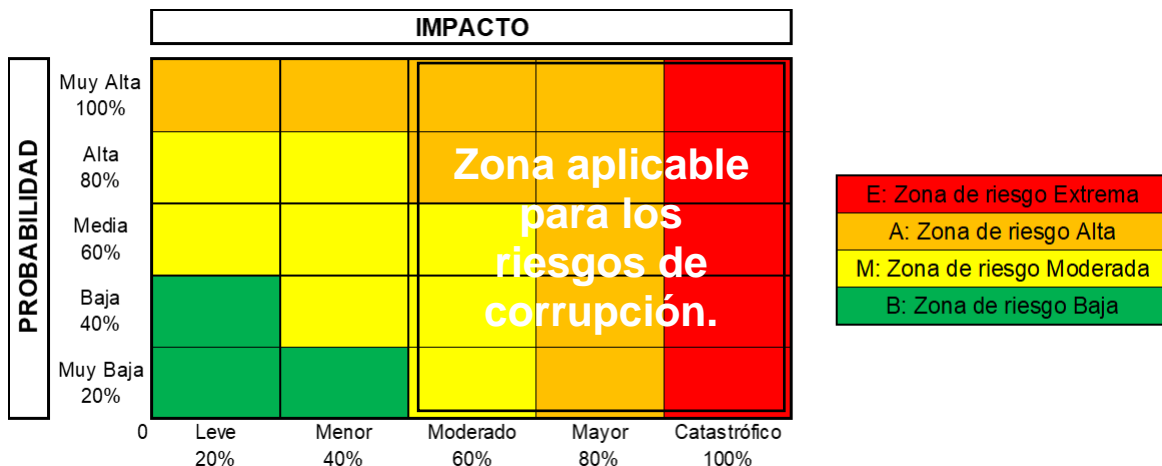 IMPACTO
PROBABILIDAD
Muy Alta
100%
Alta
80%
Media
60%
Baja
40%
Muy Baja
20%
Zona aplicable
para los
riesgos de
corrupción.
0
Leve
20%
Menor
40%
Moderado
60%
Mayor
80%
Catastrófico
100%
E: Zona de riesgo Extrema
A: Zona de riesgo Alta
M: Zona de riesgo Moderada
B: Zona de riesgo Baja